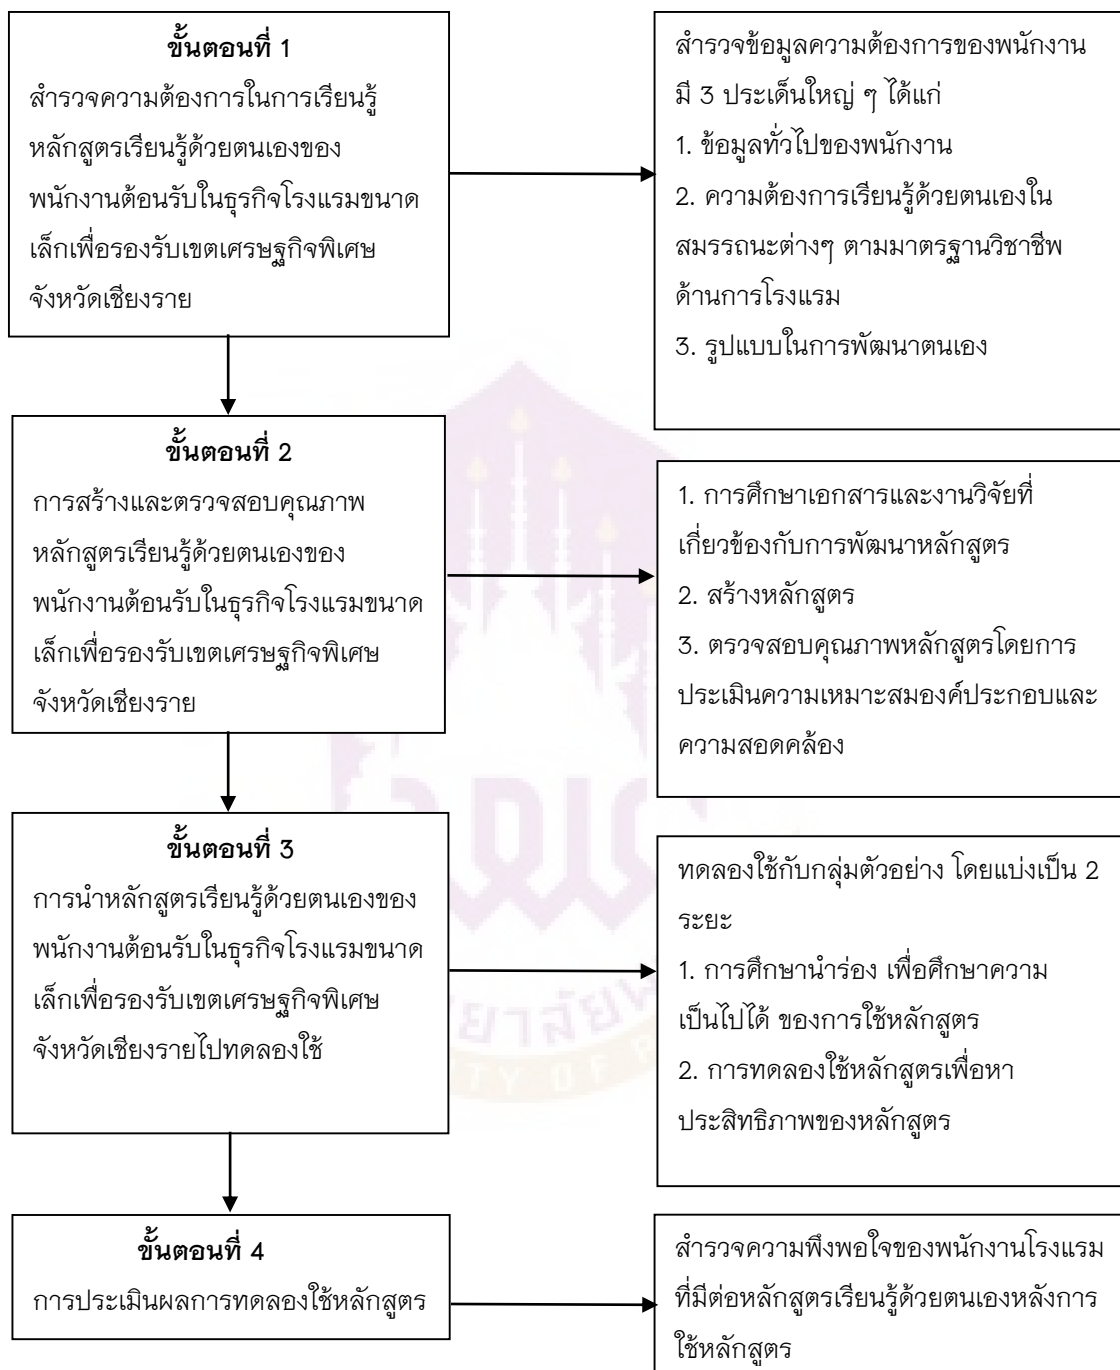 ขั้นตอนที่ 1
สำรวจความต้องการในการเรียนรู้
หลักสูตรเรียนรู้ด้วยตนเองของ
พนักงานต้อนรับในธุรกิจโรงแรมขนาด
เล็กเพื่อรองรับเขตเศรษฐกิจพิเศษ
จังหวัดเชียงราย
สำรวจข้อมูลความต้องการของพนักงาน
มี 3 ประเด็นใหญ่ ๆ ได้แก่
1. ข้อมูลทั่วไปของพนักงาน
2. ความต้องการเรียนรู้ด้วยตนเองใน
สมรรถนะต่างๆ ตามมาตรฐานวิชาชีพ
ด้านการโรงแรม
3. รูปแบบในการพัฒนาตนเอง
ขั้นตอนที่ 2
การสร้างและตรวจสอบคุณภาพ
หลักสูตรเรียนรู้ด้วยตนเองของ
พนักงานต้อนรับในธุรกิจโรงแรมขนาด
เล็กเพื่อรองรับเขตเศรษฐกิจพิเศษ
จังหวัดเชียงราย
1. การศึกษาเอกสารและงานวิจัยที่
เกี่ยวข้องกับการพัฒนาหลักสูตร
2. สร้างหลักสูตร
3. ตรวจสอบคุณภาพหลักสูตรโดยการ
ประเมินความเหมาะสมองค์ประกอบและ
ความสอดคล้อง
ขั้นตอนที่ 3
การนำหลักสูตรเรียนรู้ด้วยตนเองของ
พนักงานต้อนรับในธุรกิจโรงแรมขนาด
เล็กเพื่อรองรับเขตเศรษฐกิจพิเศษ
จังหวัดเชียงรายไปทดลองใช้
ทดลองใช้กับกลุ่มตัวอย่าง โดยแบ่งเป็น 2
ระยะ
1. การศึกษานำร่อง เพื่อศึกษาความ
เป็นไปได้ ของการใช้หลักสูตร
2. การทดลองใช้หลักสูตรเพื่อหา
ประสิทธิภาพของหลักสูตร
ขั้นตอนที่ 4
การประเมินผลการทดลองใช้หลักสูตร
สำรวจความพึงพอใจของพนักงานโรงแรม
ที่มีต่อหลักสูตรเรียนรู้ด้วยตนเองหลังการ
ใช้หลักสูตร